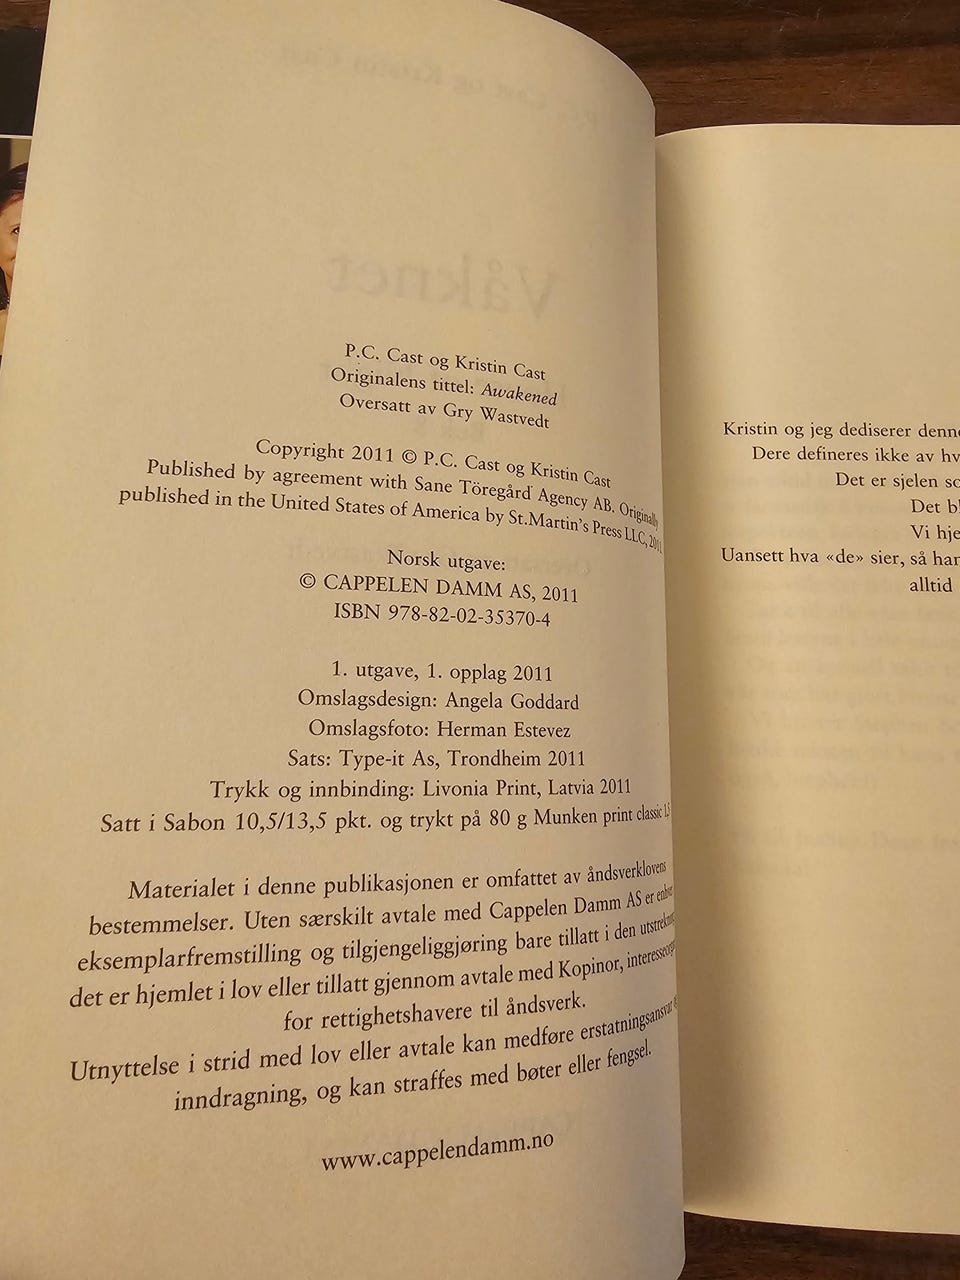 P.C. Cast og Kristin Cast
Originalens tittel: Awakened
Oversatt av Gry Wastvedt
Copyright 2011 © P.C. Cast og Kristin Cast
Published by agreement with Sane Töregård Agency AB. Originally
published in the United States of America by St.Martin's Press LLC, 2011
Norsk utgave:
© CAPPELEN DAMM AS, 2011
ISBN 978-82-02-35370-4
1. utgave, 1. opplag 2011
Omslagsdesign: Angela Goddard
Omslagsfoto: Herman Estevez
Sats: Type-it As, Trondheim 2011
Trykk og innbinding: Livonia Print, Latvia 2011
Satt i Sabon 10,5/13,5 pkt. og trykt på 80 g Munken print classic 1,5
Materialet i denne publikasjonen er omfattet av åndsverklovens
bestemmelser. Uten særskilt avtale med Cappelen Damm AS er
eksemplarfremstilling og tilgjengeliggjøring bare tillatt i den
det er hjemlet i lov eller tillatt gjennom avtale med Kopinor,
for rettighetshavere til åndsverk.
Utnyttelse i strid med lov eller avtale kan medføre erstatningsansvar
inndragning, og kan straffes med bøter eller fengsel.
www.cappelendamm.no
Kristin og jeg dediserer
Dere defineres ikke av
Det er sjelen
Det
Vi
Uansett hva «de» sier, så
alltid
Våknet